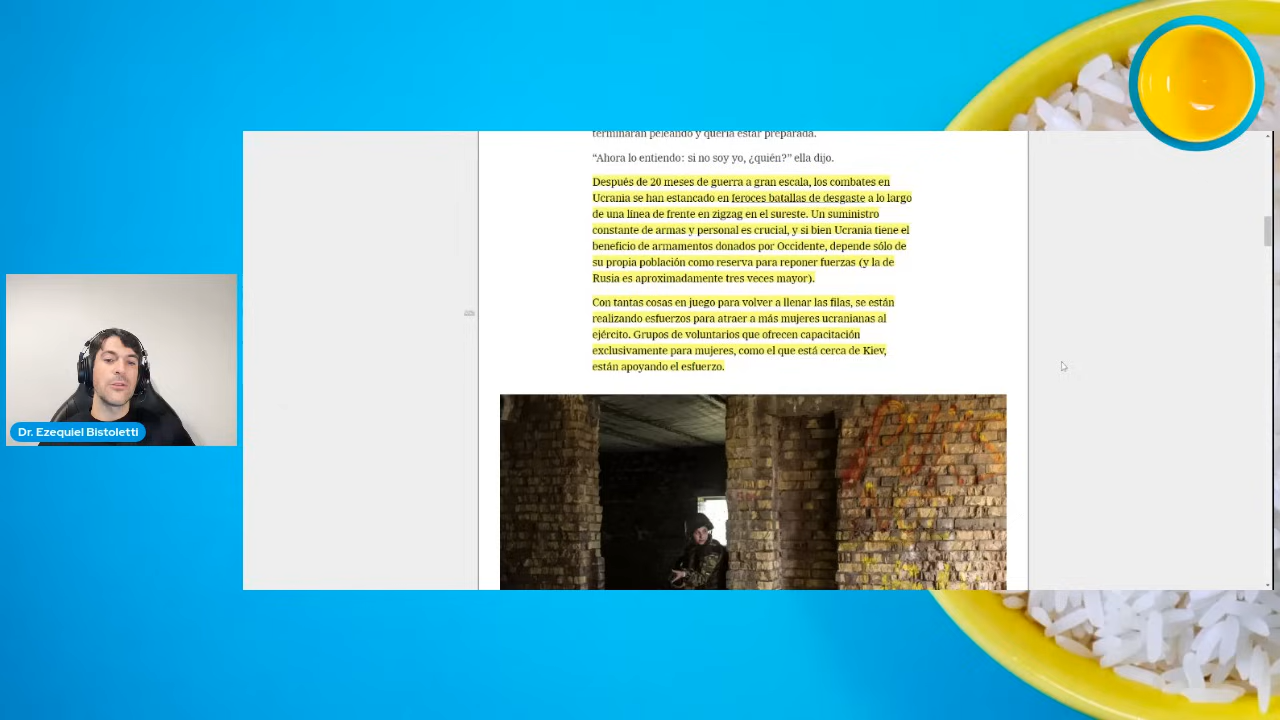 terminarán peleando y quería estar preparada.
“Ahora lo entiendo: si no soy yo, ¿quién?” ella dijo.
Después de 20 meses de guerra a gran escala, los combates en
Ucrania se han estancado en feroces batallas de desgaste a lo largo
de una línea de frente en zigzag en el sureste. Un suministro
constante de armas y personal es crucial, y si bien Ucrania tiene el
beneficio de armamentos donados por Occidente, depende sólo de
su propia población como reserva para reponer fuerzas (y la de
Rusia es aproximadamente tres veces mayor).
Con tantas cosas en juego para volver a llenar las filas, se están
realizando esfuerzos para atraer a más mujeres ucranianas al
ejército. Grupos de voluntarios que ofrecen capacitación
exclusivamente para mujeres, como el que está cerca de Kiev,
están apoyando el esfuerzo.
Dr. Ezequiel Bistoletti